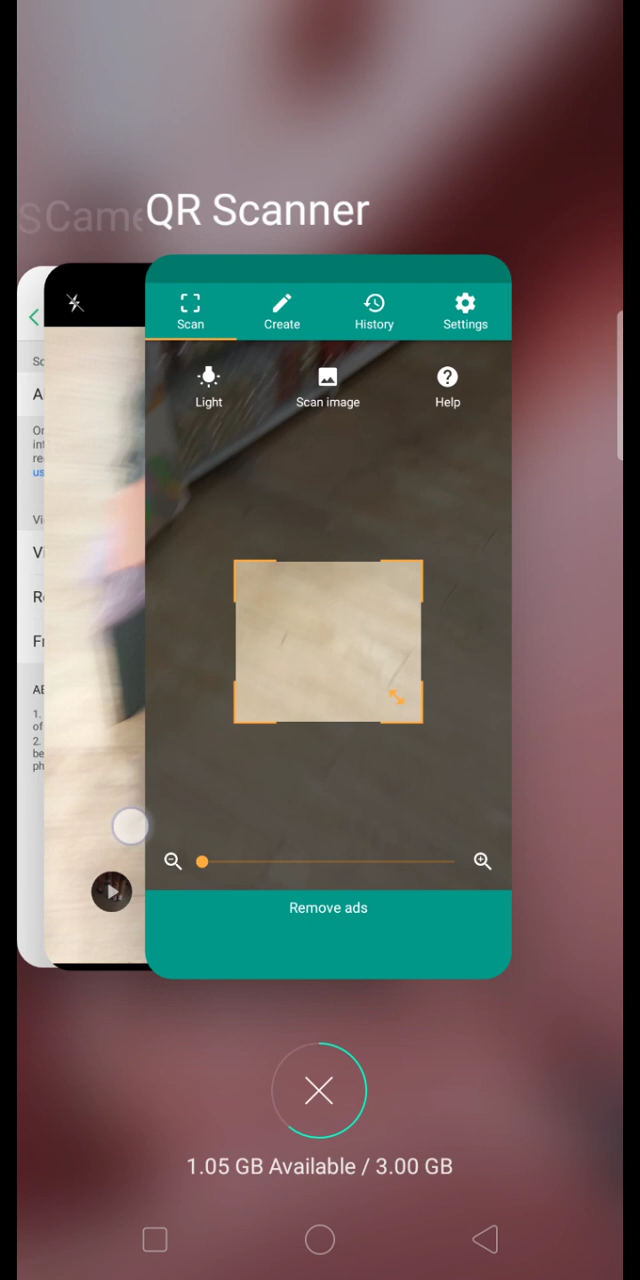 QR Scanner
Scan
Create
History
Settings
Light
Scan image
Help
us
Remove ads
1.05 GB Available / 3.00 GB